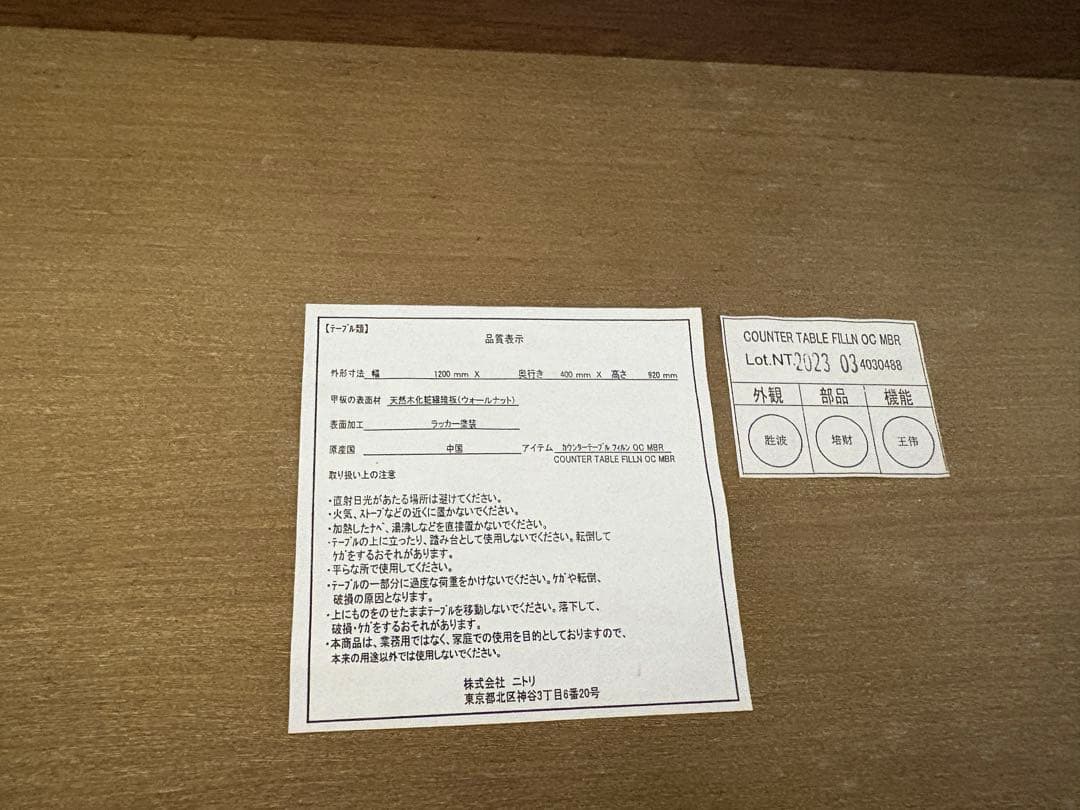 【テーブル類】
品質表示
外形寸法 幅 1200 mm X 奥行き 400 mm X 高さ 920 mm
甲板の表面材 天然木化粧繊維板(ウォールナット)
表面加工 ラッカー塗装
原産国 中国 アイテム カウンターテーブル フィルン OC MBR
COUNTER TABLE FILLN OC MBR
取り扱い上の注意
・直射日光があたる場所は避けてください。
・火気、ストーブなどの近くに置かないでください。
・加熱したナベ、湯沸しなどを直接置かないでください。
・テーブルの上に立ったり、踏み台として使用しないでください。転倒して
ケガをするおそれがあります。
・平らな所で使用してください。
・テーブルの一部分に過度な荷重をかけないでください。ケガや転倒、
破損の原因となります。
・上にものをのせたままテーブルを移動しないでください。落下して、
破損・ケガをするおそれがあります。
・本商品は、業務用ではなく、家庭での使用を目的としておりますので、
本来の用途以外では使用しないでください。
株式会社 ニトリ
東京都北区神谷3丁目6番20号
COUNTER TABLE FILLN OC MBR
Lot.NT.2023 03 4030488
外観 部品 機能
胜波 培财 王伟